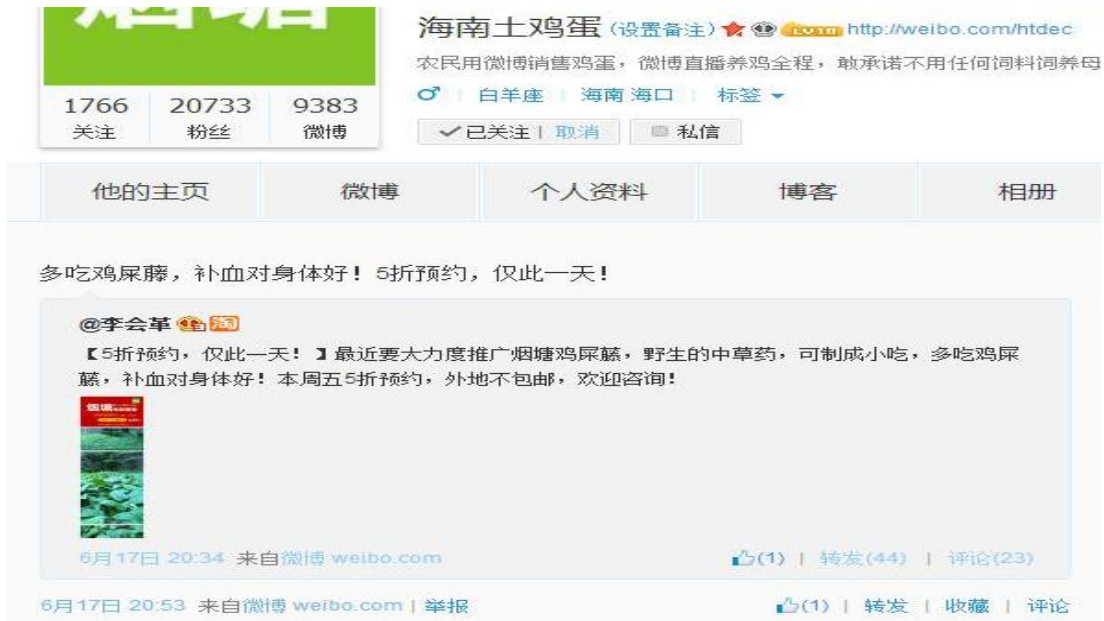 烟塘
海南土鸡蛋 (设置备注) http://weibo.com/htdec
农民用微博销售鸡蛋，微博直播养鸡全程，敢承诺不用任何饲料饲养母
1766 20733 9383
关注 粉丝 微博
♂ | 白羊座 | 海南 海口 | 标签
已关注 | 取消 私信
他的主页 微博 个人资料 博客 相册
多吃鸡屎藤，补血对身体好！5折预约，仅此一天！
@李会革 淘
【5折预约，仅此一天！】最近要大力度推广烟塘鸡屎藤，野生的中草药，可制成小吃，多吃鸡屎
藤，补血对身体好！本周五5折预约，外地不包邮，欢迎咨询！
烟塘
6月17日 20:34 来自微博 weibo.com (1) | 转发(44) | 评论(23)
6月17日 20:53 来自微博 weibo.com | 举报 (1) | 转发 | 收藏 | 评论